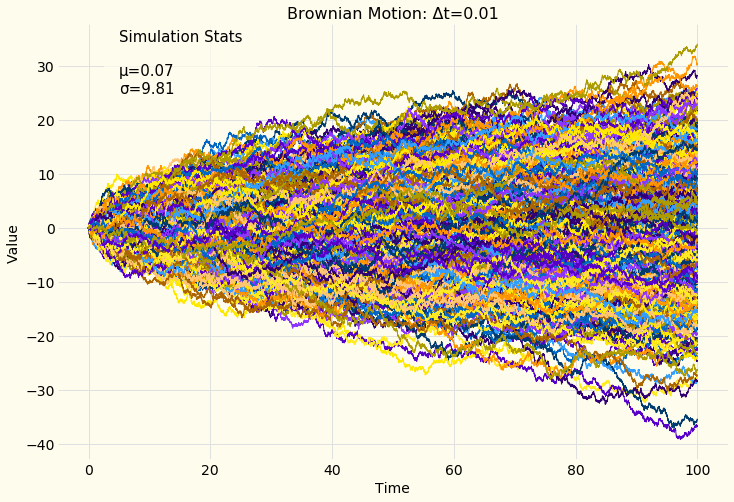 Brownian Motion: Δt=0.01
Simulation Stats
μ=0.07
σ=9.81
Value
30
20
10
0
−10
−20
−30
−40
0 20 40 60 80 100
Time